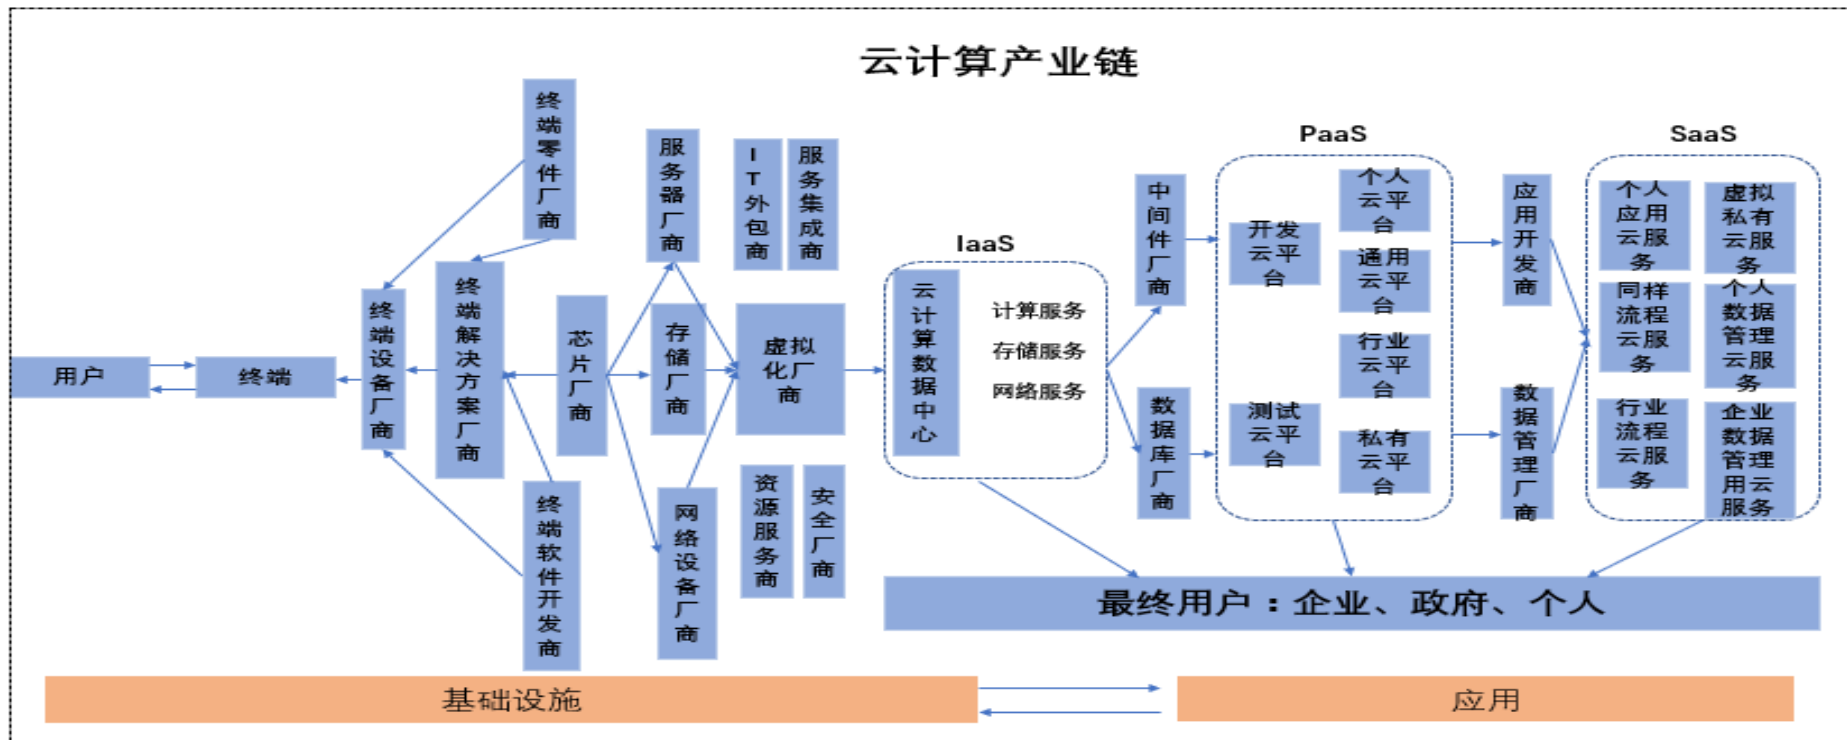 云计算产业链
用户
终端
终端设备厂商
终端零件厂商
终端解决方案厂商
终端软件开发商
芯片厂商
服务器厂商
存储厂商
网络设备厂商
IT外包商
服务集成商
虚拟
化厂
商
资源服务商
安全厂商
IaaS
云计算数据中心
计算服务
存储服务
网络服务
中间件厂商
数据库厂商
PaaS
开发
云平
台
测试
云平
台
个人
云平
台
通用
云平
台
行业
云平
台
私有
云平
台
应用开发商
数据管理厂商
SaaS
个人
应用
云服
务
同样
流程
云服
务
行业
流程
云服
务
虚拟
私有
云服
务
个人
数据
管理
云服
务
企业
数据
管理
用云
服务
最终用户：企业、政府、个人
基础设施
应用